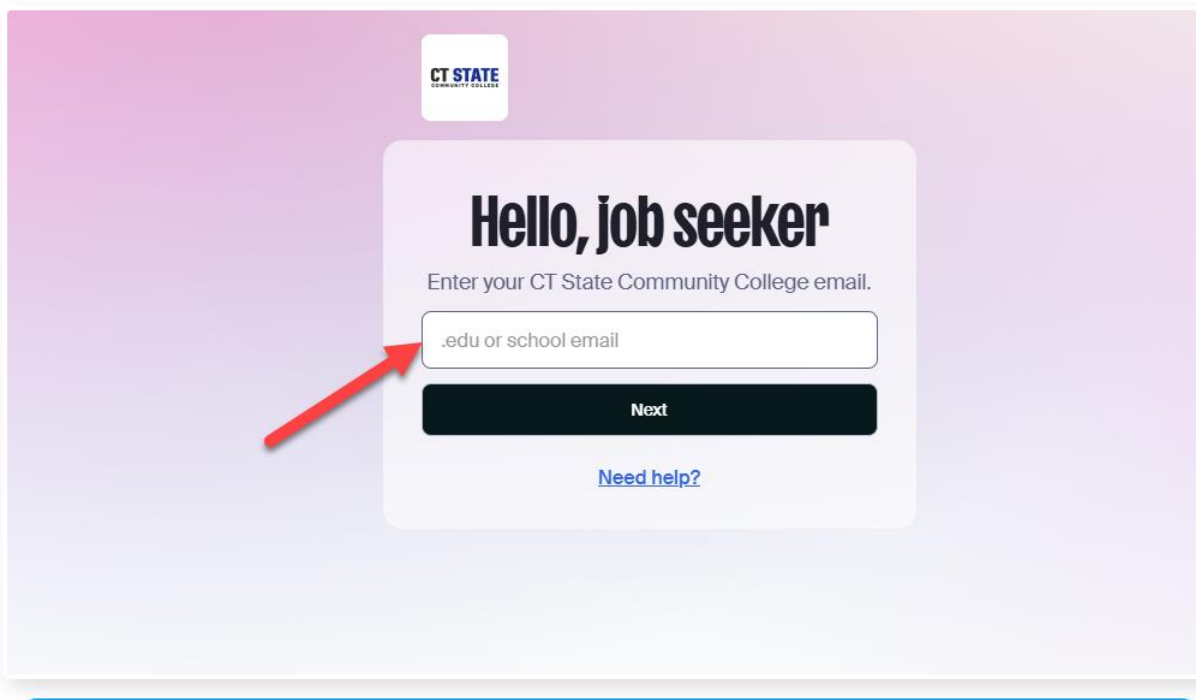 CT STATE
COMMUNITY COLLEGE
Hello, job seeker
Enter your CT State Community College email.
.edu or school email
Next
Need help?